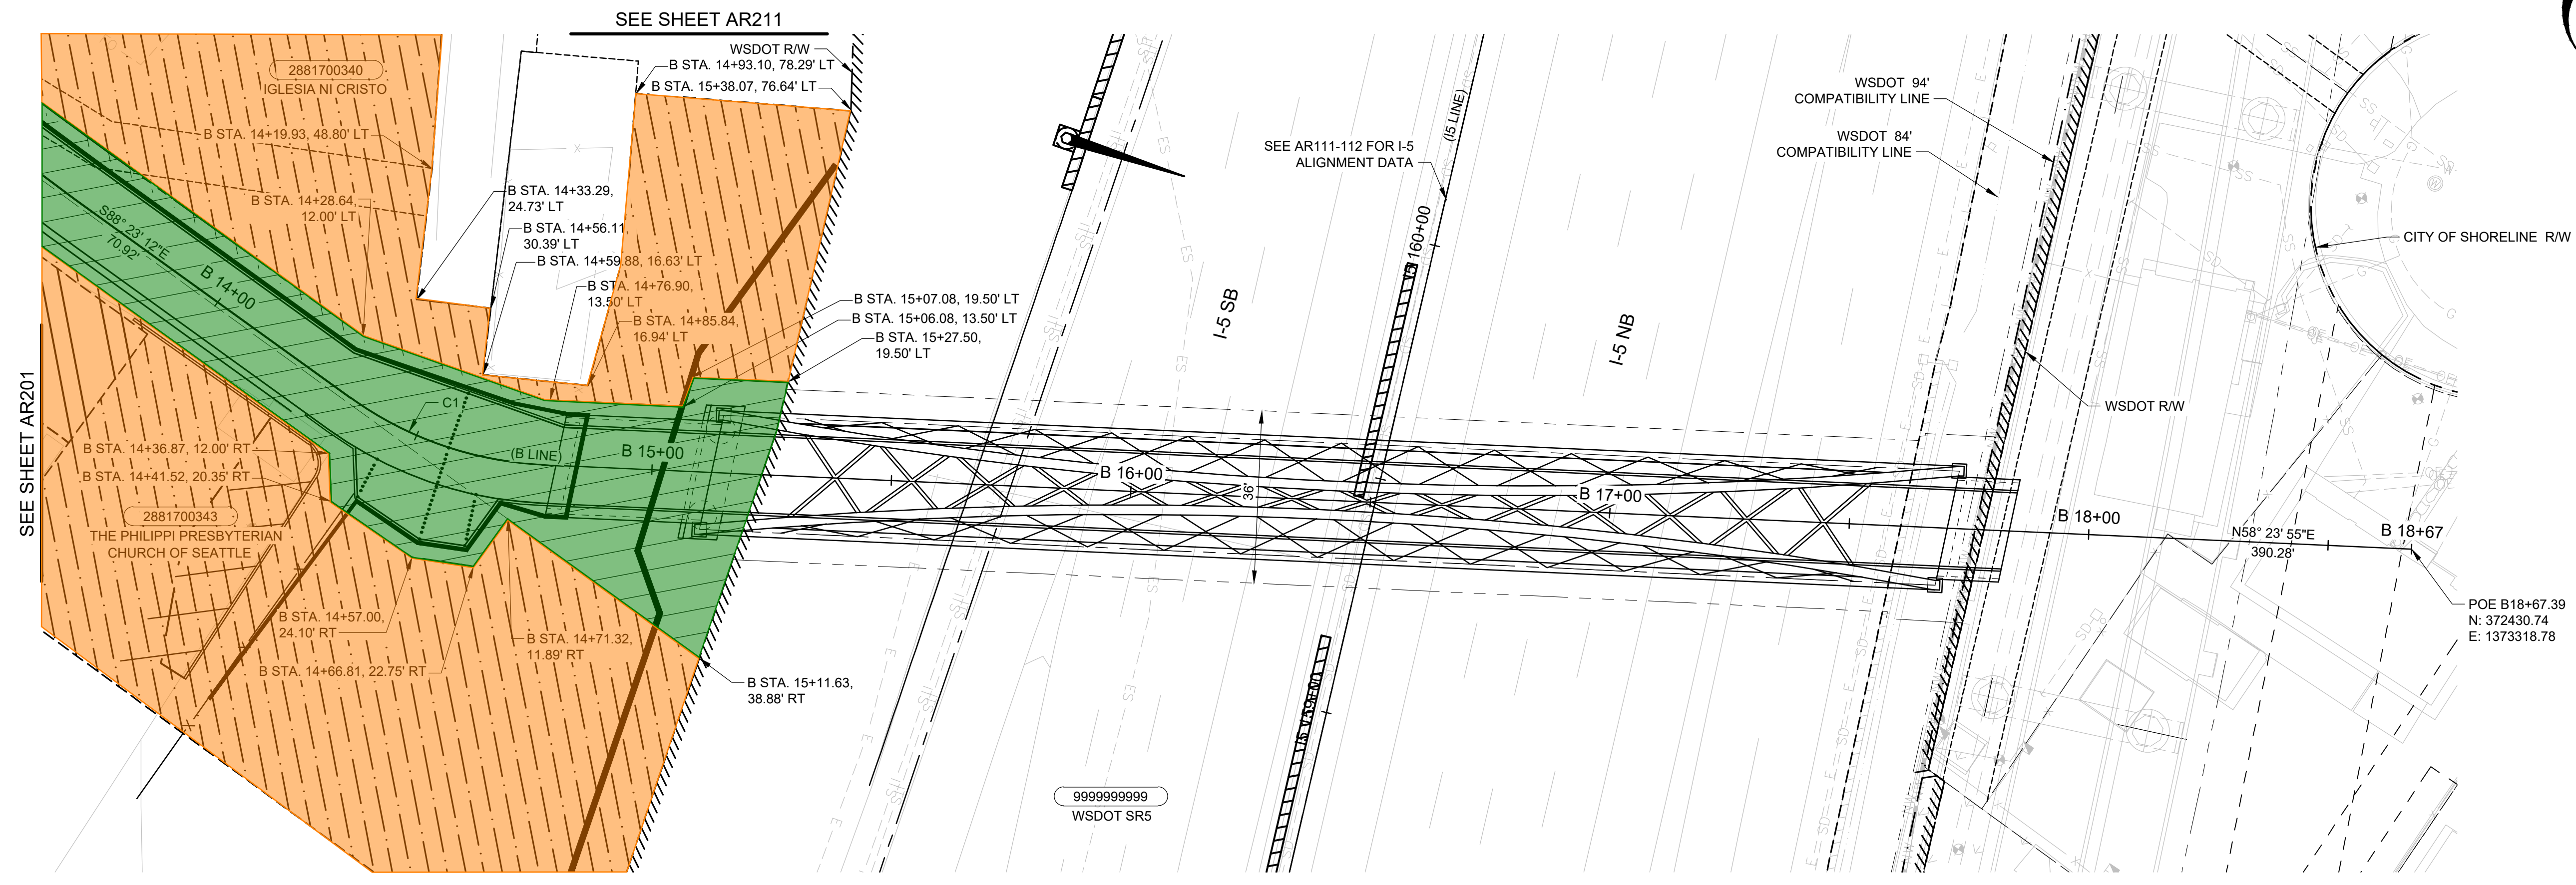 SEE SHEET AR211
WSDOT R/W
B STA. 14+93.10, 78.29' LT
B STA. 15+38.07, 76.64' LT
2881700340
IGLESIA NI CRISTO
B STA. 14+19.93, 48.80' LT
B STA. 14+28.64,
12.00' LT
B STA. 14+33.29,
24.73' LT
B STA. 14+56.11,
30.39' LT
B STA. 14+59.88, 16.63' LT
B STA. 14+76.90,
13.50' LT
B STA. 14+85.84,
16.94' LT
B STA. 15+07.08, 19.50' LT
B STA. 15+06.08, 13.50' LT
B STA. 15+27.50,
19.50' LT
S88° 23' 12"E
70.92'
B 14+00
C1
(B LINE)
B 15+00
SEE SHEET AR201
B STA. 14+36.87, 12.00' RT
B STA. 14+41.52, 20.35' RT
2881700343
THE PHILIPPI PRESBYTERIAN
CHURCH OF SEATTLE
B STA. 14+57.00,
24.10' RT
B STA. 14+66.81, 22.75' RT
B STA. 14+71.32,
11.89' RT
B STA. 15+11.63,
38.88' RT
SEE AR111-112 FOR I-5
ALIGNMENT DATA
(I5 LINE)
I5 160+00
I-5 SB
I-5 NB
WSDOT 94'
COMPATIBILITY LINE
WSDOT 84'
COMPATIBILITY LINE
CITY OF SHORELINE R/W
WSDOT R/W
B 16+00
36'
B 17+00
B 18+00
N58° 23' 55"E
390.28'
B 18+67
POE B18+67.39
N: 372430.74
E: 1373318.78
9999999999
WSDOT SR5